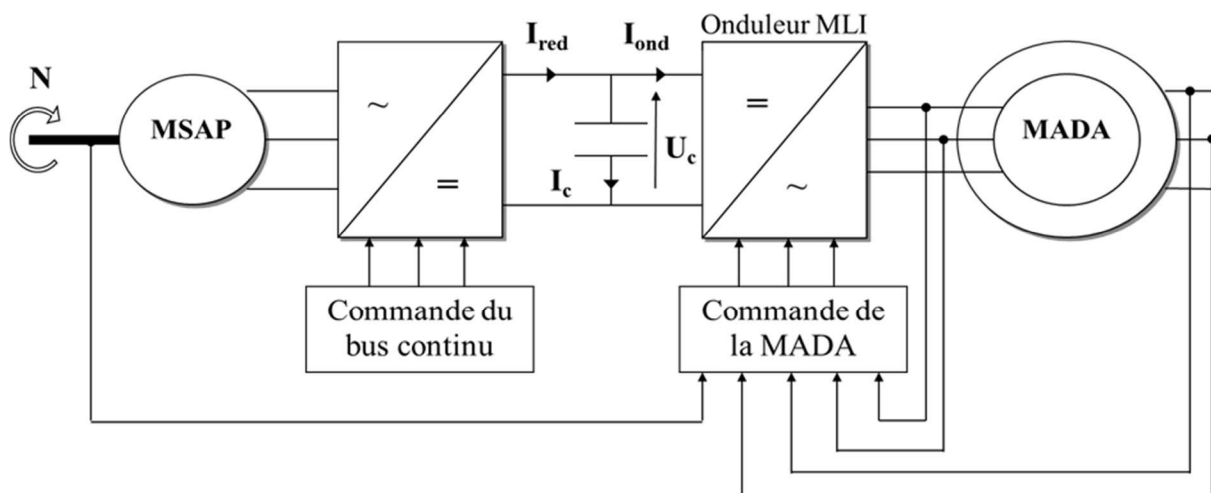 Onduleur MLI
I_red
I_ond
N
MSAP
~
=
U_c
I_c
=
~
MADA
Commande du
bus continu
Commande de
la MADA